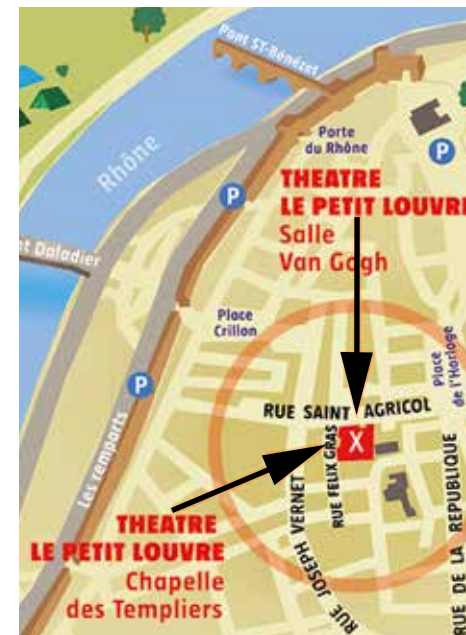 Pont ST-Bénézet
Rhône
Porte
du Rhône
P
P
THEATRE
LE PETIT LOUVRE
Salle
Van Gogh
nt Daladier
Place
Crillon
Place
de l'Horloge
P
RUE SAINT AGRICOL
X
RUE FELIX GRAS
RUE JOSEPH VERNET
RUE DE LA REPUBLIQUE
Les remparts
THEATRE
LE PETIT LOUVRE
Chapelle
des Templiers